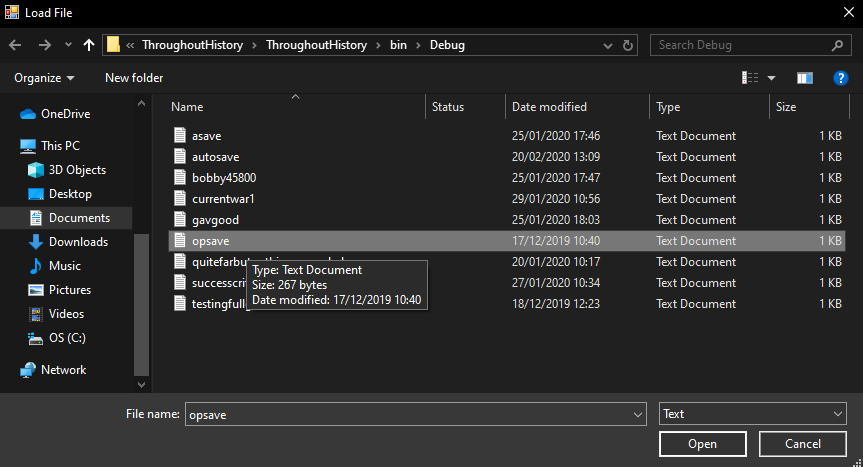 Load File
« ThroughoutHistory > ThroughoutHistory > bin > Debug
Search Debug
Organize New folder
OneDrive
This PC
3D Objects
Desktop
Documents
Downloads
Music
Pictures
Videos
OS (C:)
Network
Name Status Date modified Type Size
asave 25/01/2020 17:46 Text Document 1 KB
autosave 20/02/2020 13:09 Text Document 1 KB
bobby45800 25/01/2020 17:47 Text Document 1 KB
currentwar1 29/01/2020 10:56 Text Document 1 KB
gavgood 25/01/2020 18:03 Text Document 1 KB
opsave 17/12/2019 10:40 Text Document 1 KB
20/01/2020 10:17 Text Document 1 KB
27/01/2020 10:34 Text Document 1 KB
18/12/2019 12:23 Text Document 1 KB
Type: Text Document
Size: 267 bytes
Date modified: 17/12/2019 10:40
File name: opsave Text
Open Cancel